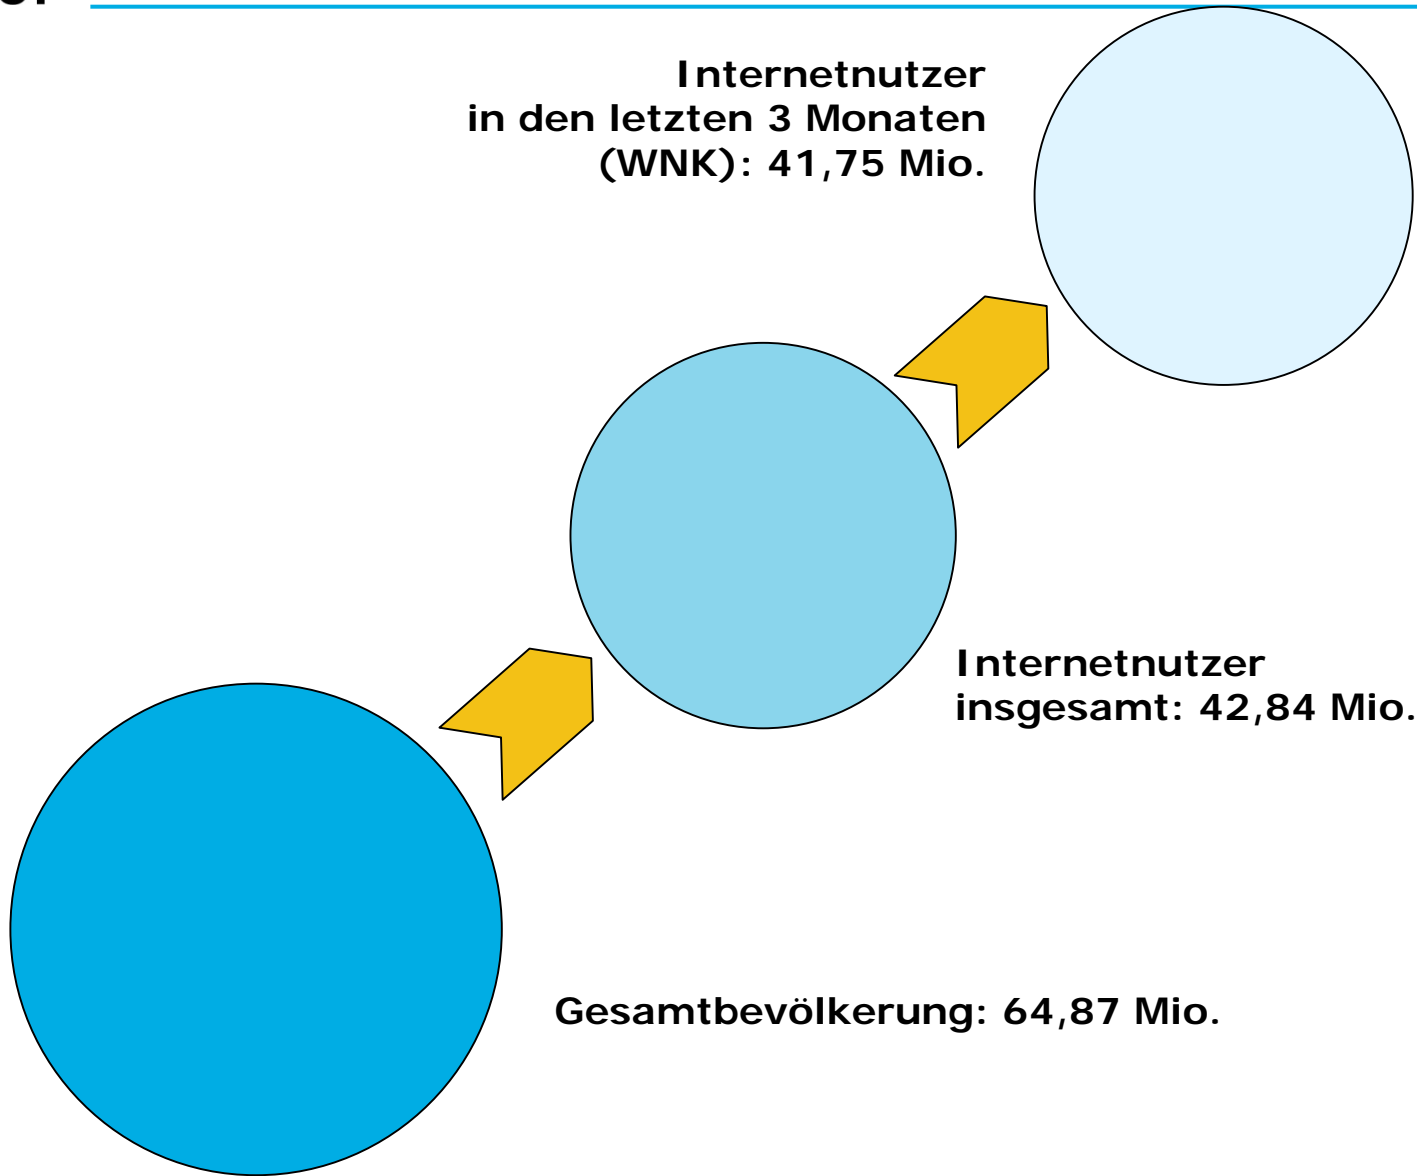 Internetnutzer
in den letzten 3 Monaten
(WNK): 41,75 Mio.
Internetnutzer
insgesamt: 42,84 Mio.
Gesamtbevölkerung: 64,87 Mio.